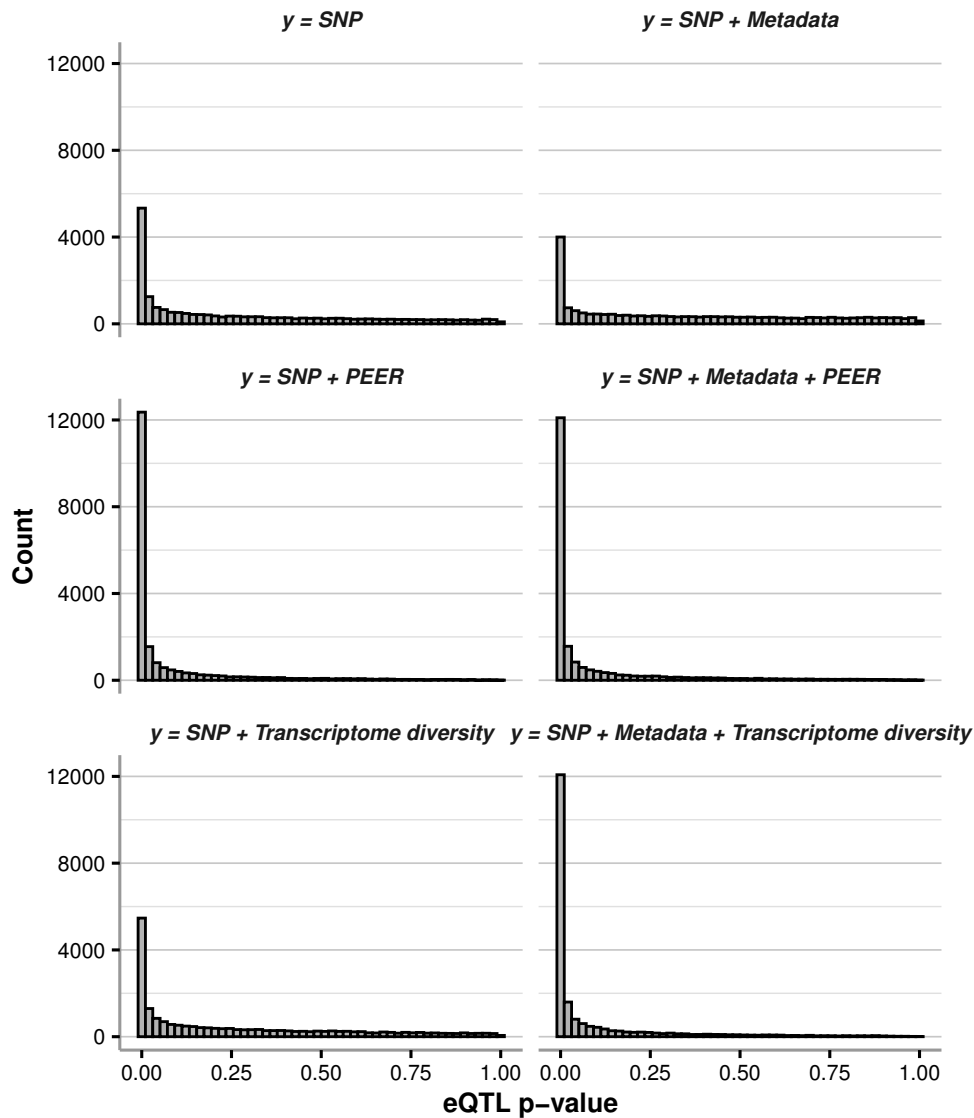 y = SNP
y = SNP + Metadata
12000
8000
4000
0
y = SNP + PEER
y = SNP + Metadata + PEER
12000
8000
4000
0
Count
y = SNP + Transcriptome diversity
y = SNP + Metadata + Transcriptome diversity
12000
8000
4000
0
0.00 0.25 0.50 0.75 1.00
0.00 0.25 0.50 0.75 1.00
eQTL p−value